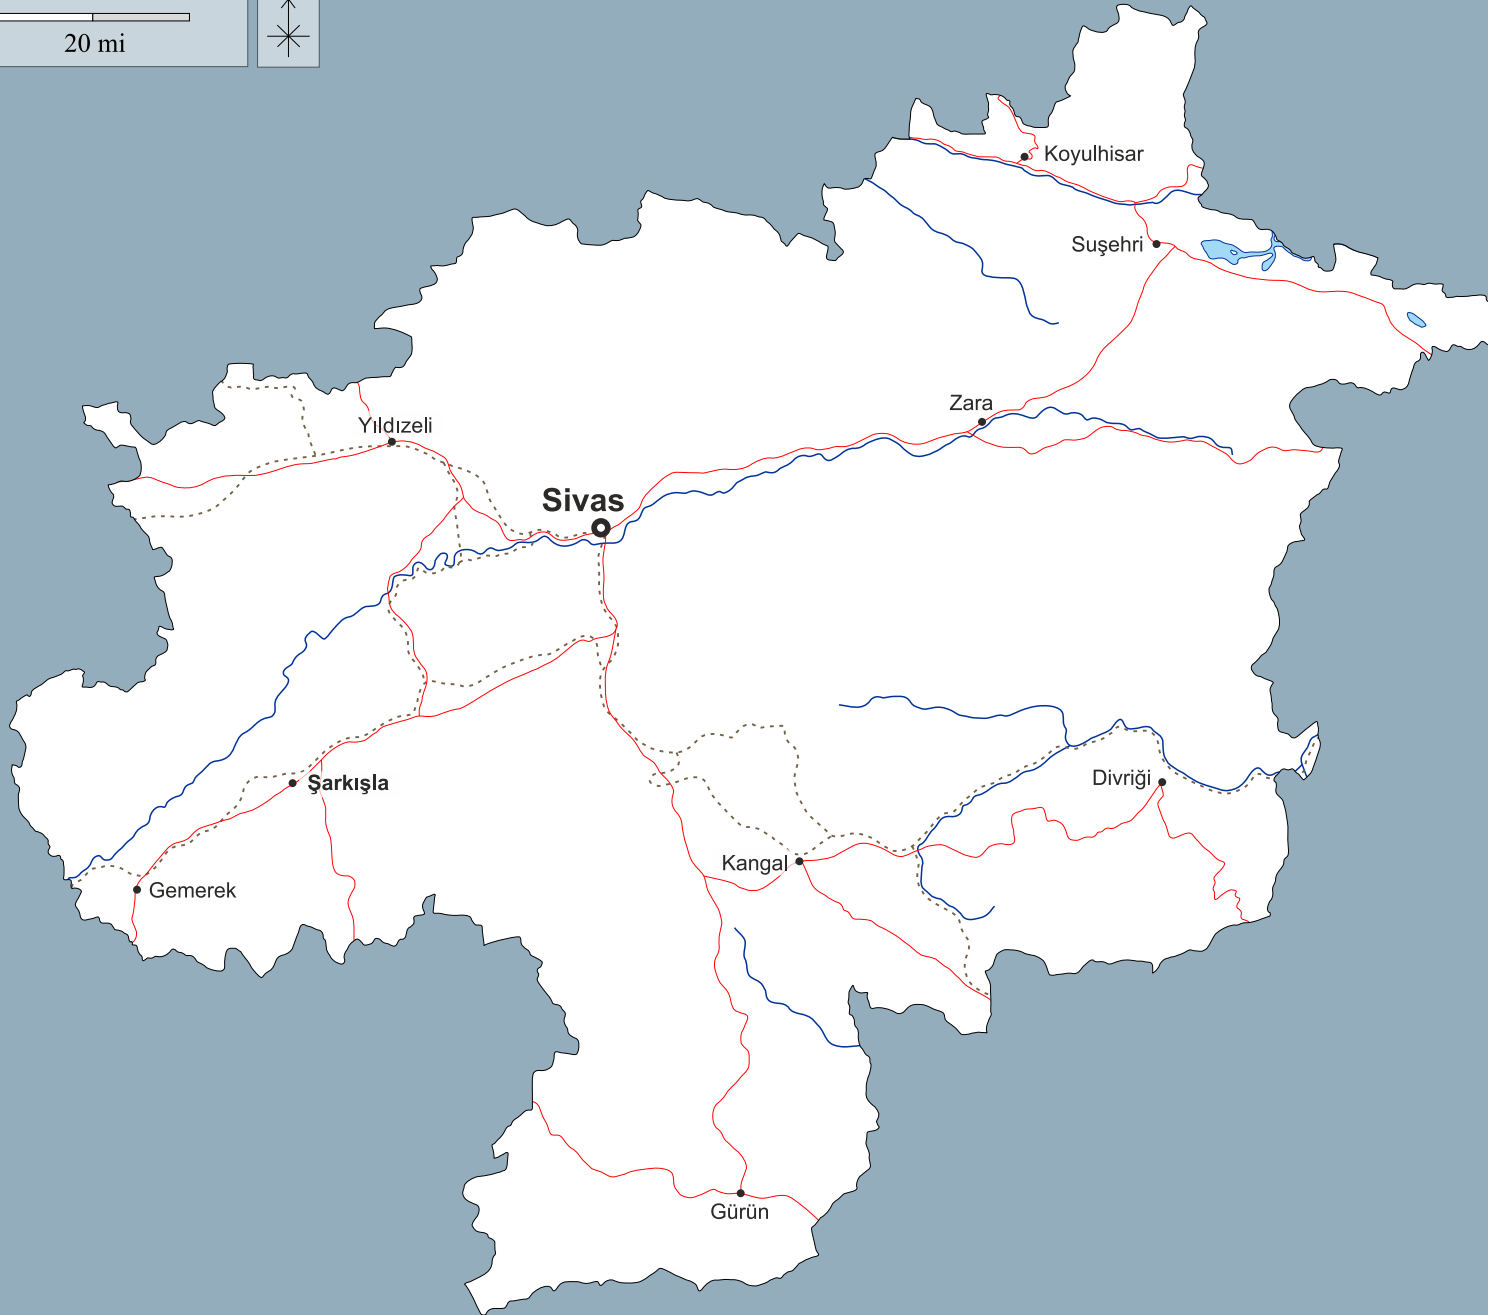 20 mi
Koyulhisar
Suşehri
Zara
Yıldızeli
Sivas
Divriği
Şarkışla
Kangal
Gemerek
Gürün